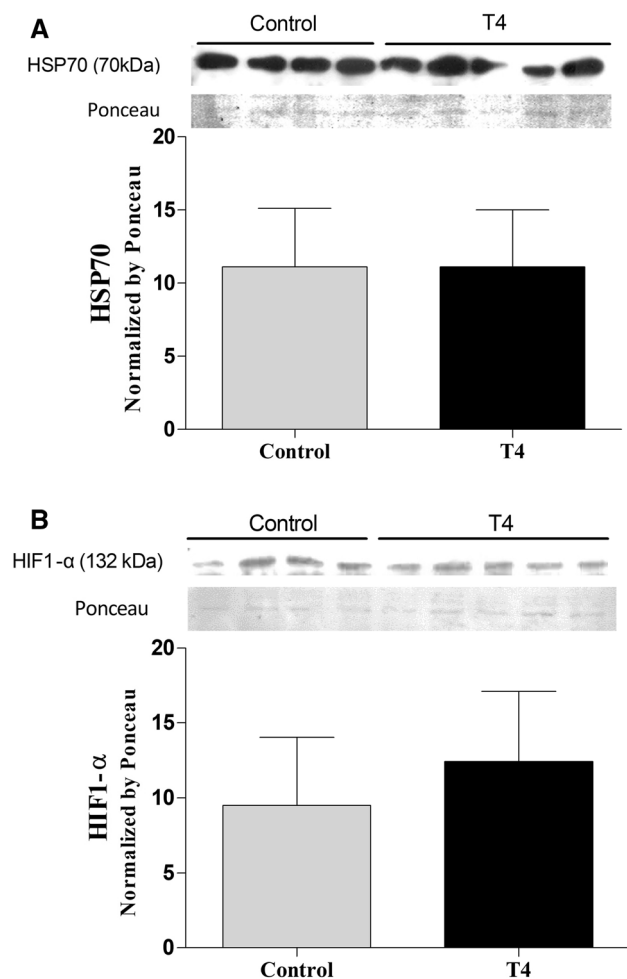 A
Control T4
HSP70 (70kDa)
Ponceau
20
15
10
5
0
HSP70
Normalized by Ponceau
Control T4
B
Control T4
HIF1-α (132 kDa)
Ponceau
20
15
10
5
0
HIF1-α
Normalized by Ponceau
Control T4